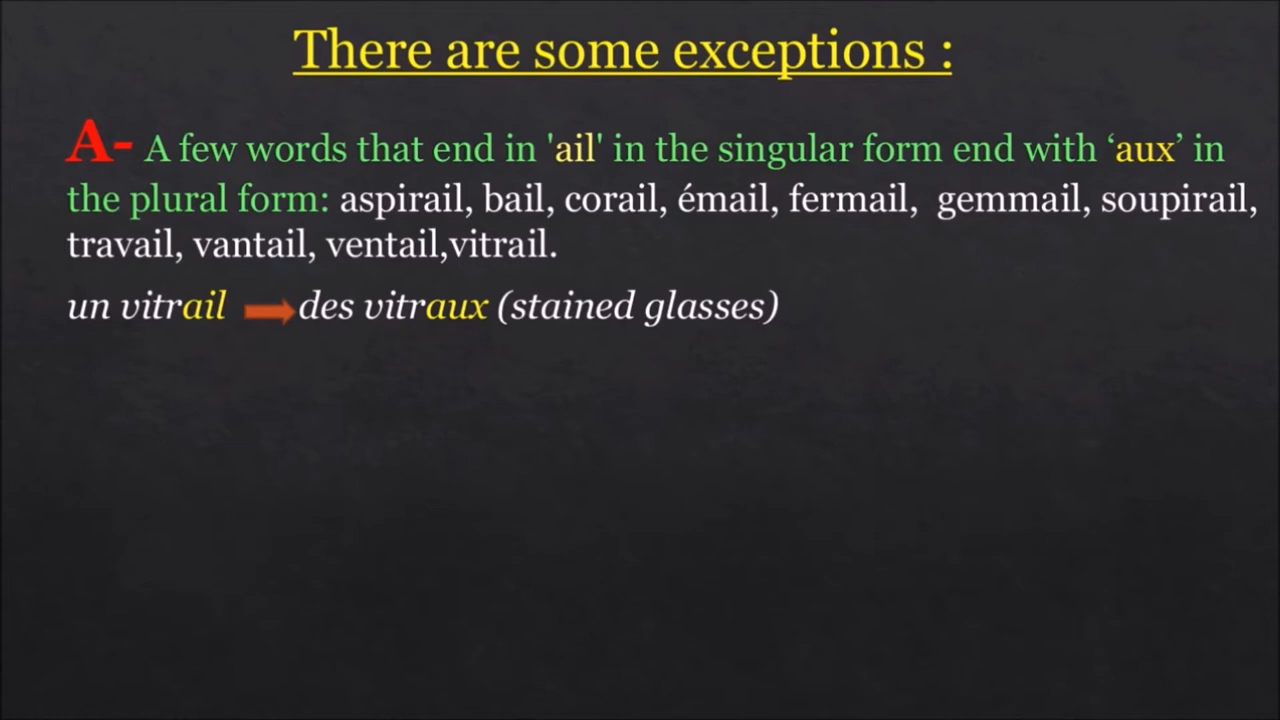 There are some exceptions :
A- A few words that end in 'ail' in the singular form end with ‘aux’ in
the plural form: aspirail, bail, corail, émail, fermail, gemmail, soupirail,
travail, vantail, ventail,vitrail.
un vitrail des vitraux (stained glasses)